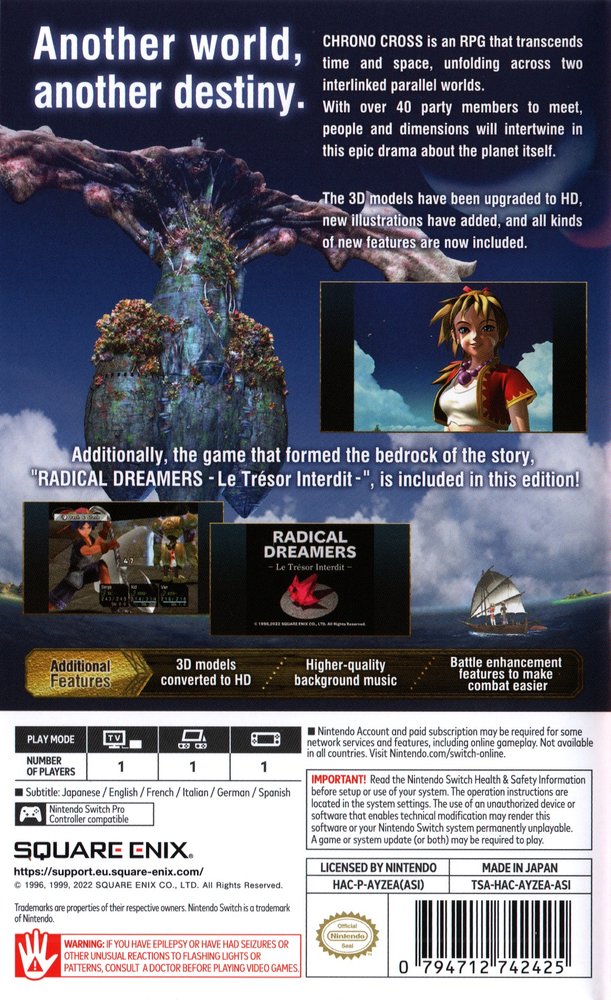 Another world,
another destiny.
CHRONO CROSS is an RPG that transcends
time and space, unfolding across two
interlinked parallel worlds.
With over 40 party members to meet,
people and dimensions will intertwine in
this epic drama about the planet itself.
The 3D models have been upgraded to HD,
new illustrations have added, and all kinds
of new features are now included.
Additionally, the game that formed the bedrock of the story,
"RADICAL DREAMERS - Le Trésor Interdit -", is included in this edition!
RADICAL
DREAMERS
– Le Trésor Interdit –
© 1996, 2022 SQUARE ENIX CO., LTD. All Rights Reserved.
Additional
Features
3D models
converted to HD
Higher-quality
background music
Battle enhancement
features to make
combat easier
PLAY MODE
TV
NUMBER
OF PLAYERS
1
1
1
■ Subtitle: Japanese / English / French / Italian / German / Spanish
Nintendo Switch Pro
Controller compatible
SQUARE ENIX®
https://support.eu.square-enix.com/
© 1996, 1999, 2022 SQUARE ENIX CO., LTD. All Rights Reserved.
Trademarks are properties of their respective owners. Nintendo Switch is a trademark
of Nintendo.
WARNING: IF YOU HAVE EPILEPSY OR HAVE HAD SEIZURES OR
OTHER UNUSUAL REACTIONS TO FLASHING LIGHTS OR
PATTERNS, CONSULT A DOCTOR BEFORE PLAYING VIDEO GAMES.
■ Nintendo Account and paid subscription may be required for some
network services and features, including online gameplay. Not available
in all countries. Visit Nintendo.com/switch-online.
IMPORTANT! Read the Nintendo Switch Health & Safety Information
before setup or use of your system. The operation instructions are
located in the system settings. The use of an unauthorized device or
software that enables technical modification may render this
software or your Nintendo Switch system permanently unplayable.
A game or system update (or both) may be required to play.
LICENSED BY NINTENDO
MADE IN JAPAN
HAC-P-AYZEA(ASI)
TSA-HAC-AYZEA-ASI
Official
Nintendo
Seal
0 794712 742425